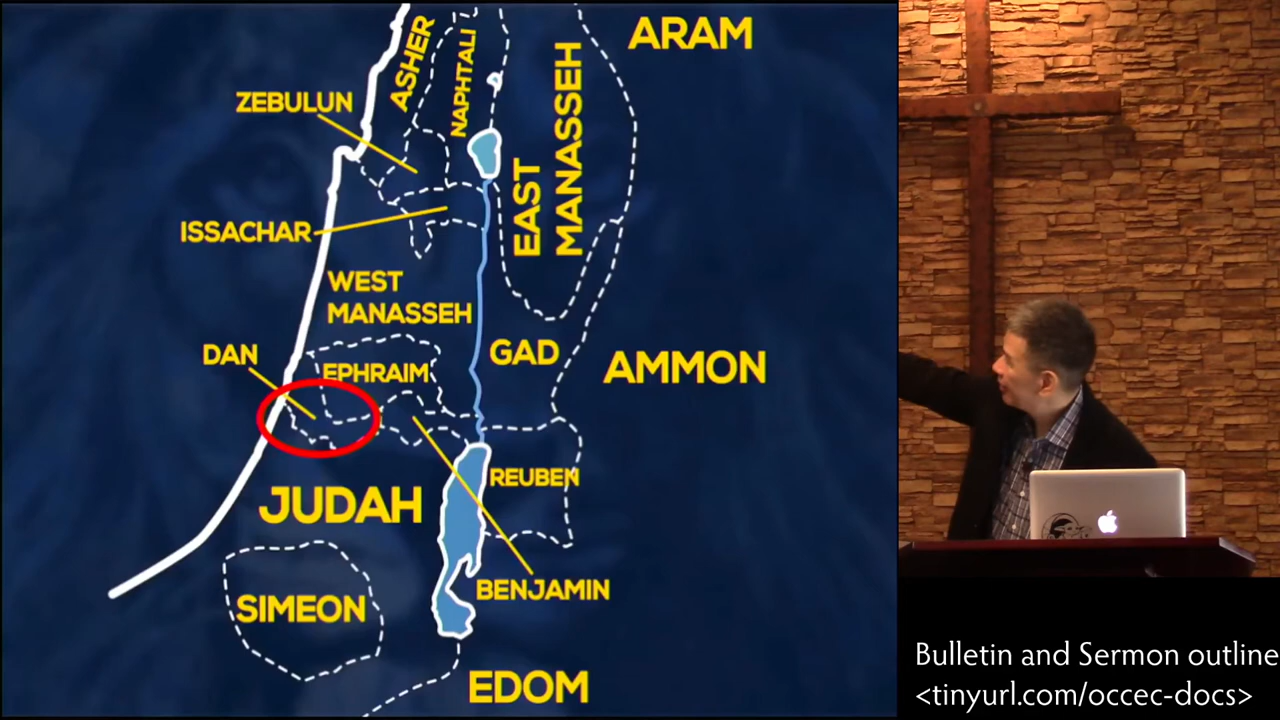 ARAM
ASHER
NAPHTALI
EAST
MANASSEH
ZEBULUN
ISSACHAR
WEST
MANASSEH
DAN
EPHRAIM
GAD
AMMON
JUDAH
REUBEN
BENJAMIN
SIMEON
EDOM
Bulletin and Sermon outline
<tinyurl.com/occec-docs>